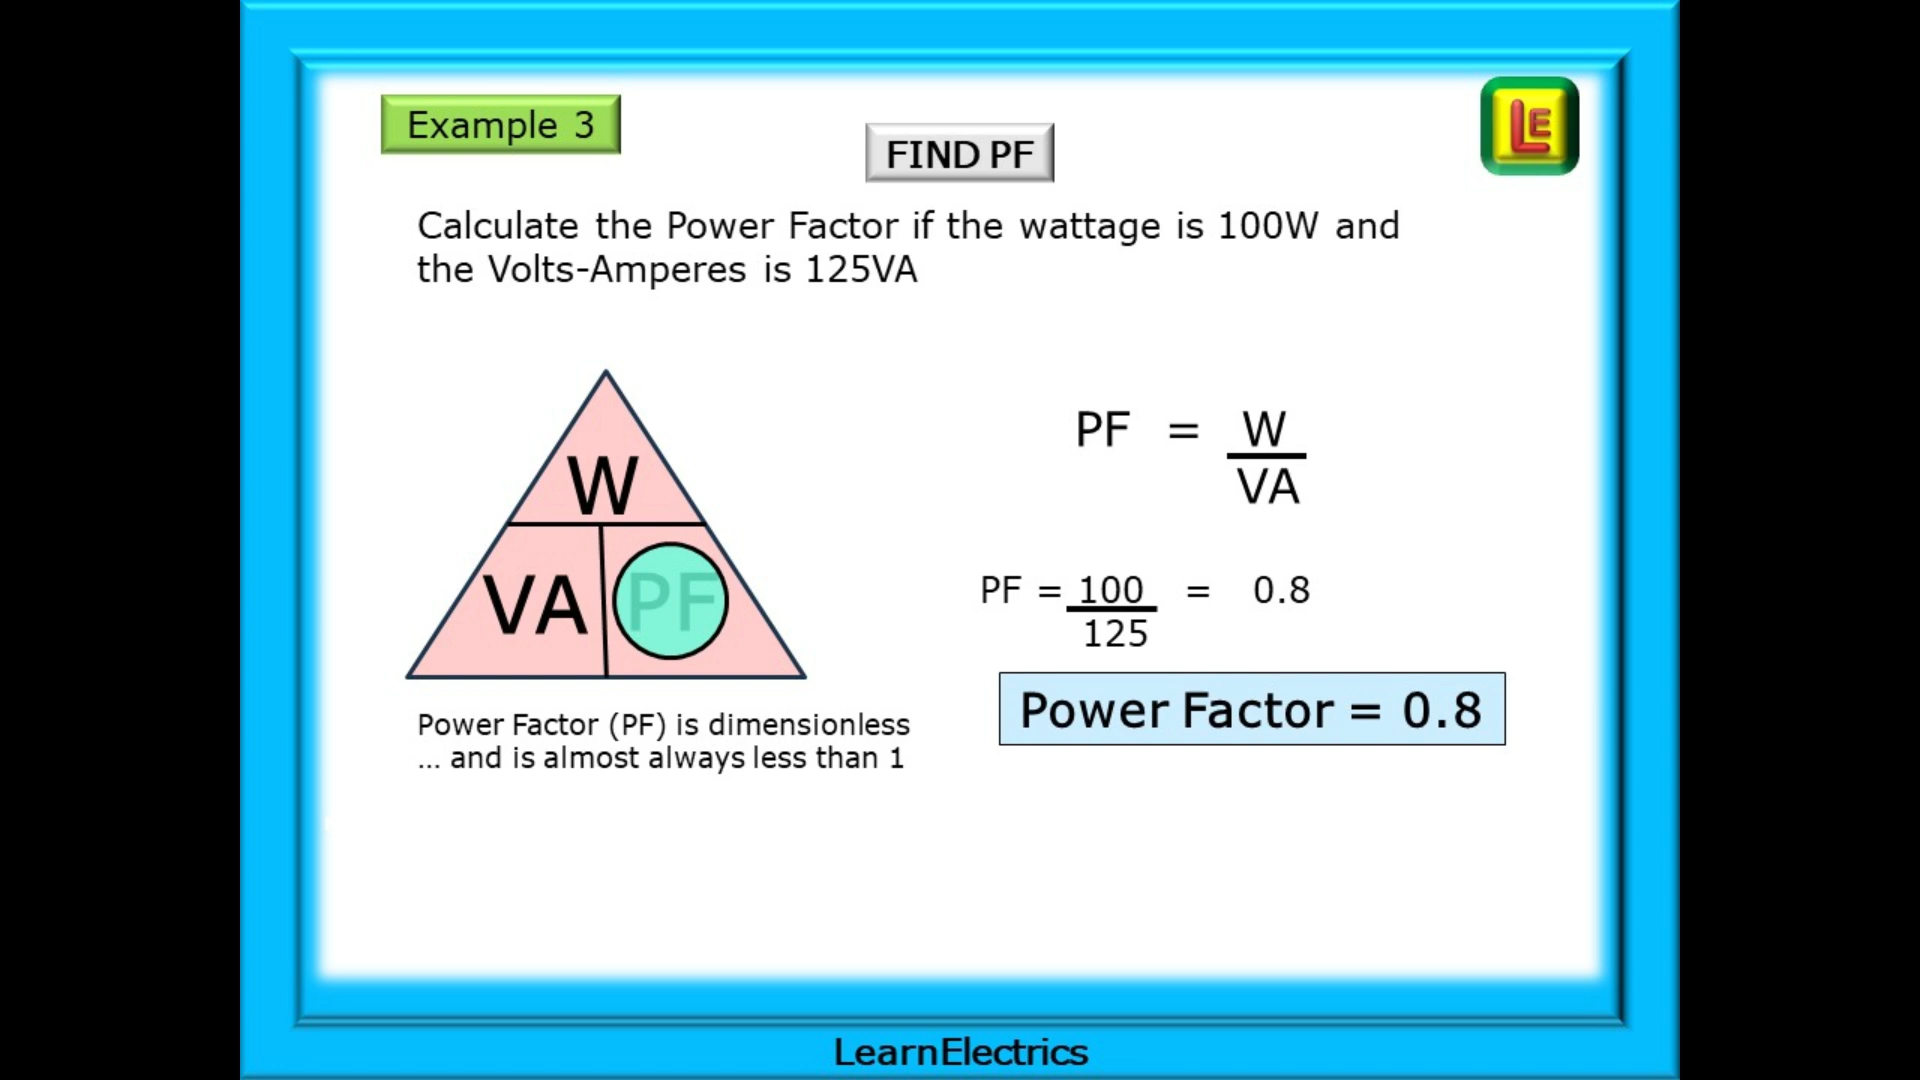 Example 3
LE
FIND PF
Calculate the Power Factor if the wattage is 100W and
the Volts-Amperes is 125VA
W
VA
PF
PF = W
VA
PF = 100 = 0.8
125
Power Factor = 0.8
Power Factor (PF) is dimensionless
... and is almost always less than 1
LearnElectrics